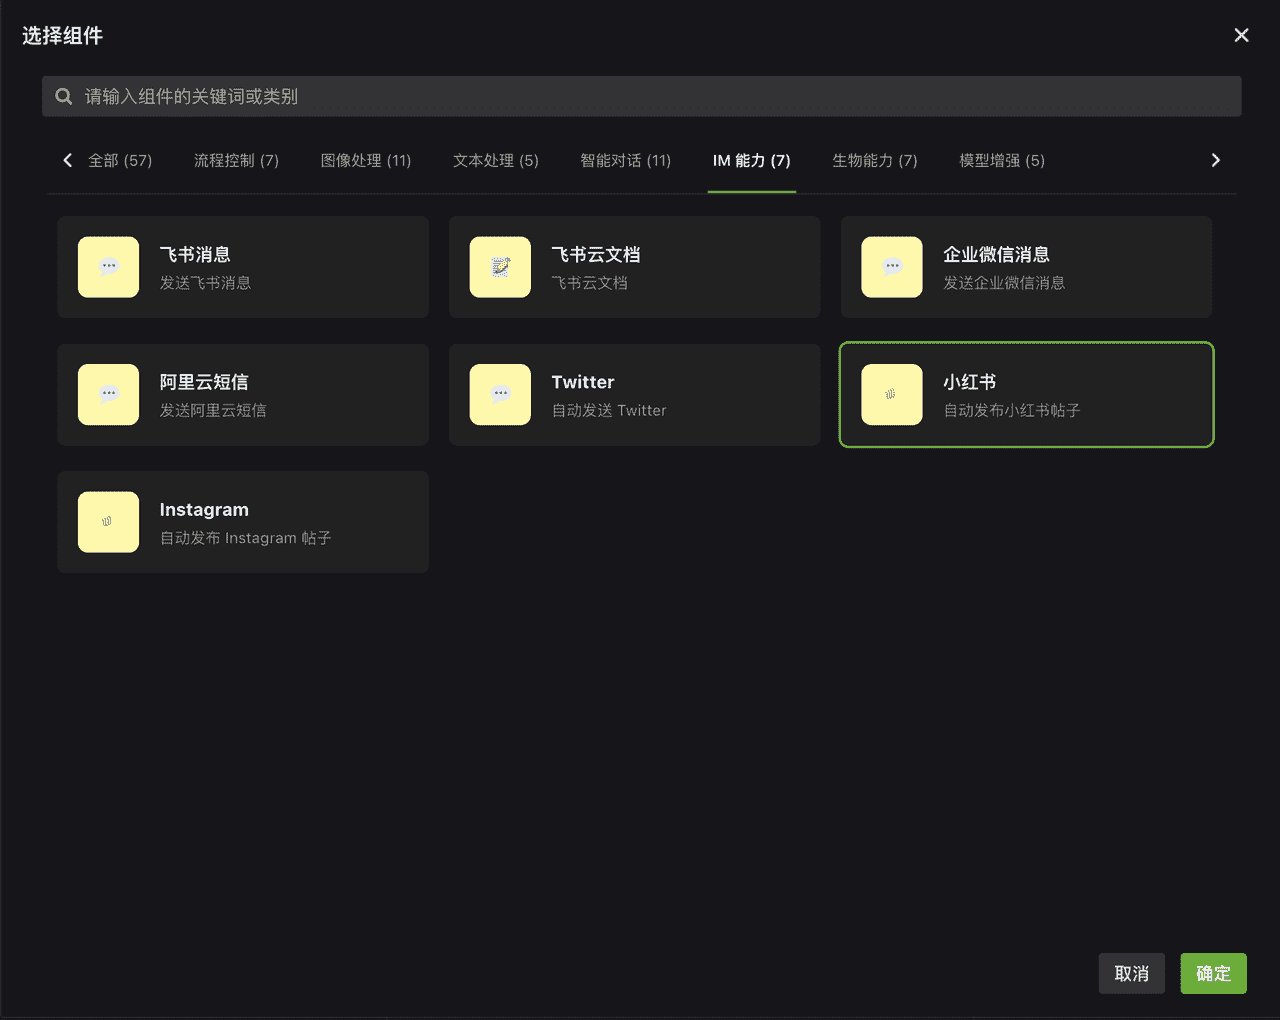 选择组件
请输入组件的关键词或类别
全部 (57) 流程控制 (7) 图像处理 (11) 文本处理 (5) 智能对话 (11) IM 能力 (7) 生物能力 (7) 模型增强 (5)
飞书消息
发送飞书消息
飞书云文档
飞书云文档
企业微信消息
发送企业微信消息
阿里云短信
发送阿里云短信
Twitter
自动发送 Twitter
小红书
自动发布小红书帖子
Instagram
自动发布 Instagram 帖子
取消
确定